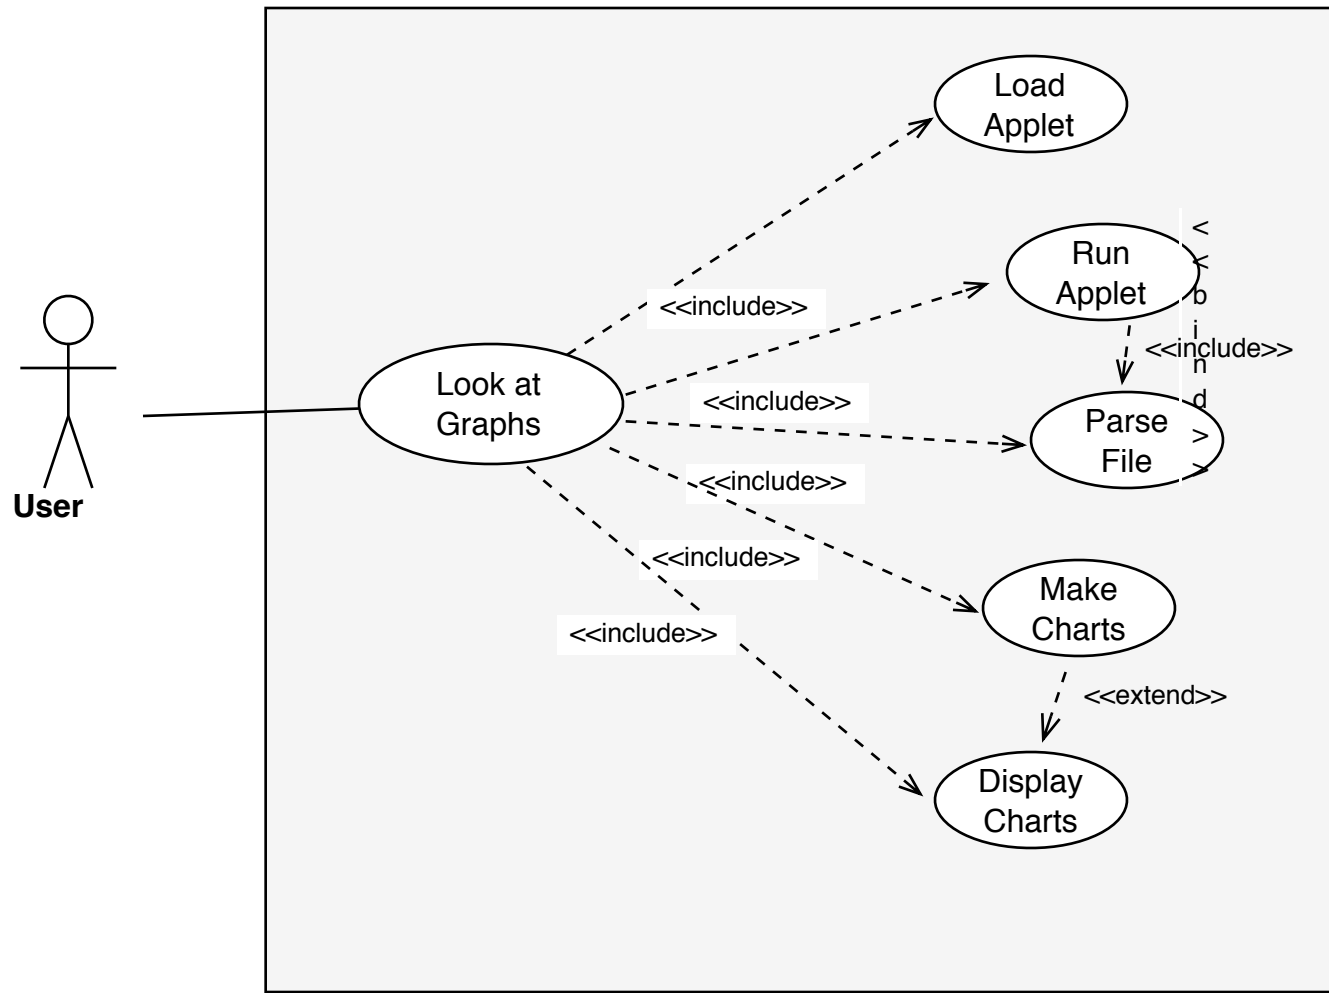 Load
Applet
Run
Applet
<<include>>
<<include>>
<<bind>>
Look at
Graphs
<<include>>
Parse
File
<<include>>
User
<<include>>
Make
Charts
<<include>>
<<extend>>
Display
Charts